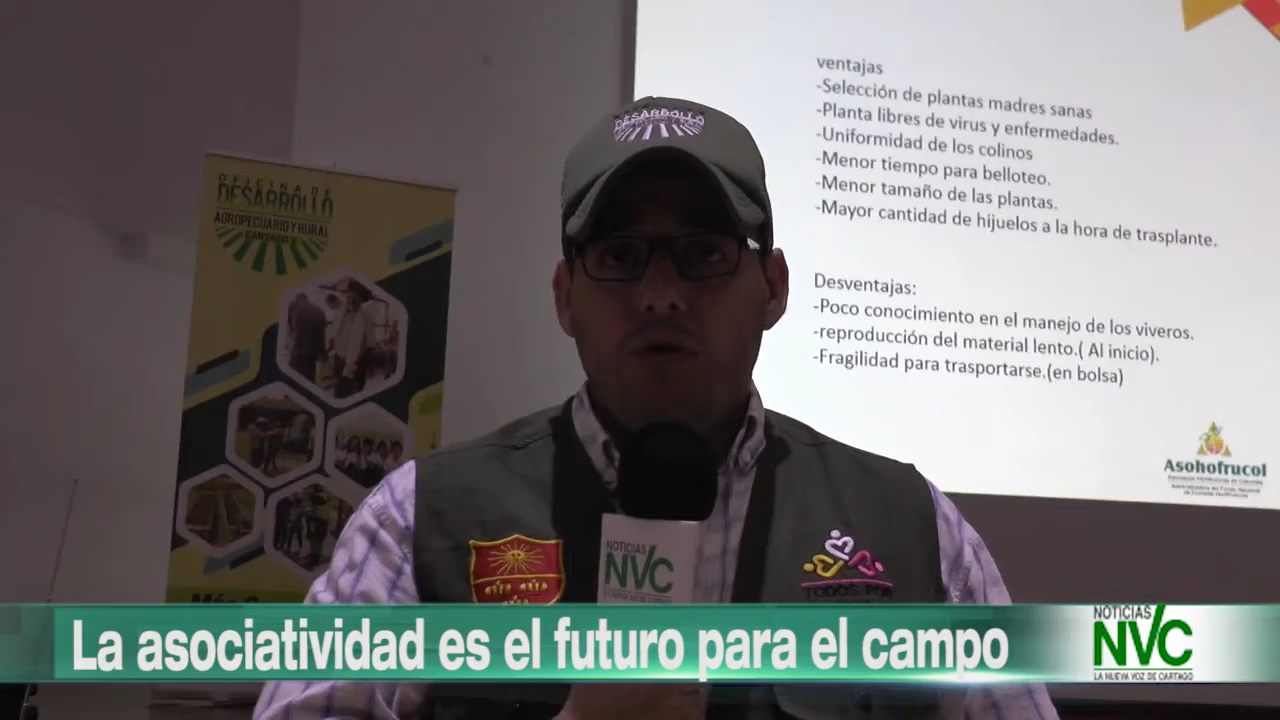 ventajas
-Selección de plantas madres sanas
-Planta libres de virus y enfermedades.
-Uniformidad de los colinos
-Menor tiempo para belloteo.
-Menor tamaño de las plantas.
-Mayor cantidad de hijuelos a la hora de trasplante.
Desventajas:
-Poco conocimiento en el manejo de los viveros.
-reproducción del material lento.( Al inicio).
-Fragilidad para trasportarse.(en bolsa)
Asohofrucol
OFICINA DE
DESARROLLO
AGROPECUARIO Y RURAL
CARTAGO
DESARROLLO
NOTICIAS
NVC
TODOS POR
La asociatividad es el futuro para el campo
NOTICIAS
NVC
LA NUEVA VOZ DE CARTAGO